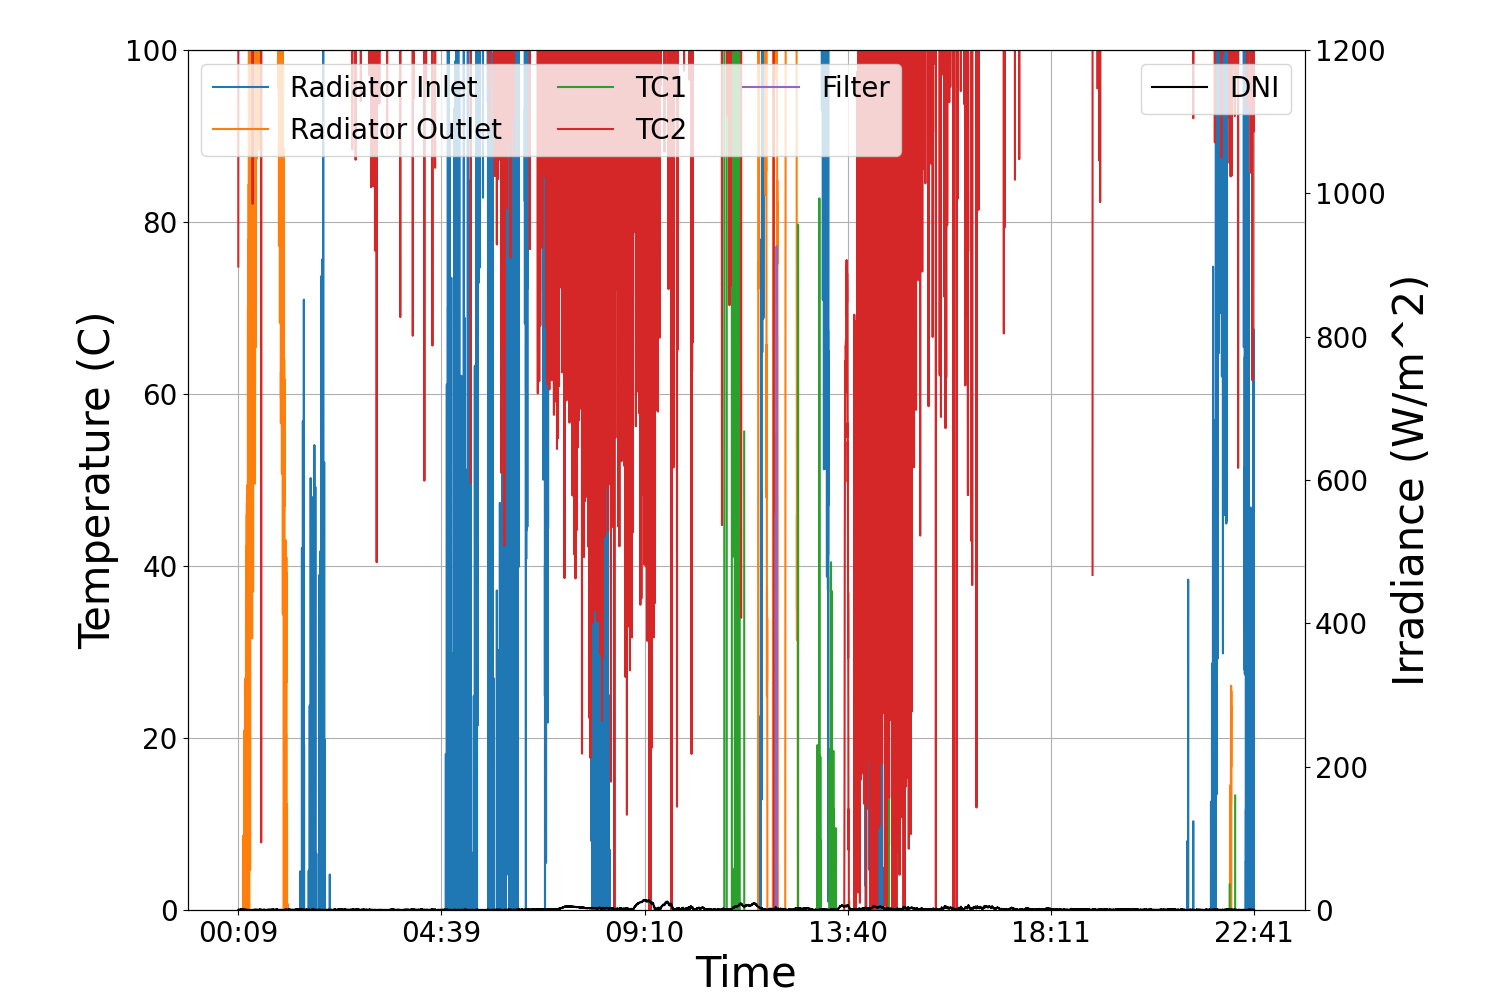 100
80
60
40
20
0
Temperature (C)
Radiator Inlet
Radiator Outlet
TC1
TC2
Filter
DNI
1200
1000
800
600
400
200
0
Irradiance (W/m^2)
00:09
04:39
09:10
13:40
18:11
22:41
Time